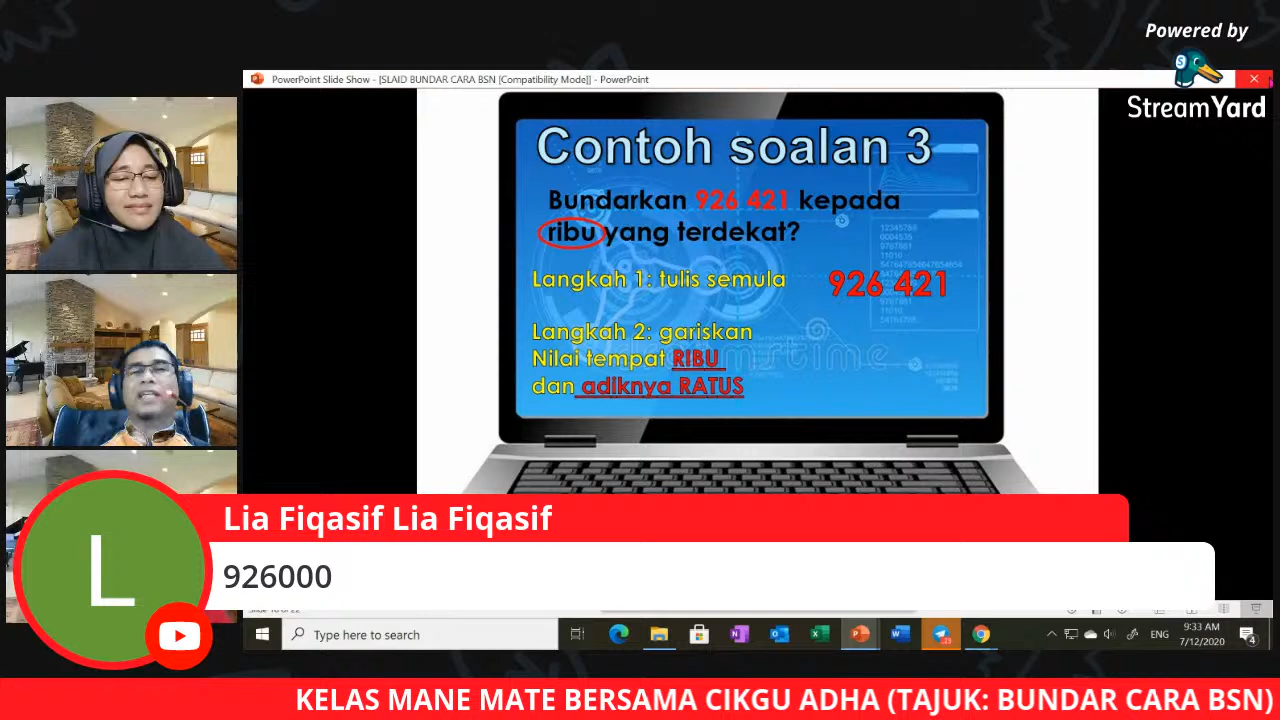 Powered by
StreamYard
PowerPoint Slide Show - [SLAID BUNDAR CARA BSN [Compatibility Mode]] - PowerPoint
Contoh soalan 3
Bundarkan 926 421 kepada
ribu yang terdekat?
Langkah 1: tulis semula 926 421
Langkah 2: gariskan
Nilai tempat RIBU
dan adiknya RATUS
L
Lia Fiqasif Lia Fiqasif
926000
Type here to search
ENG
9:33 AM
7/12/2020
KELAS MANE MATE BERSAMA CIKGU ADHA (TAJUK: BUNDAR CARA BSN)